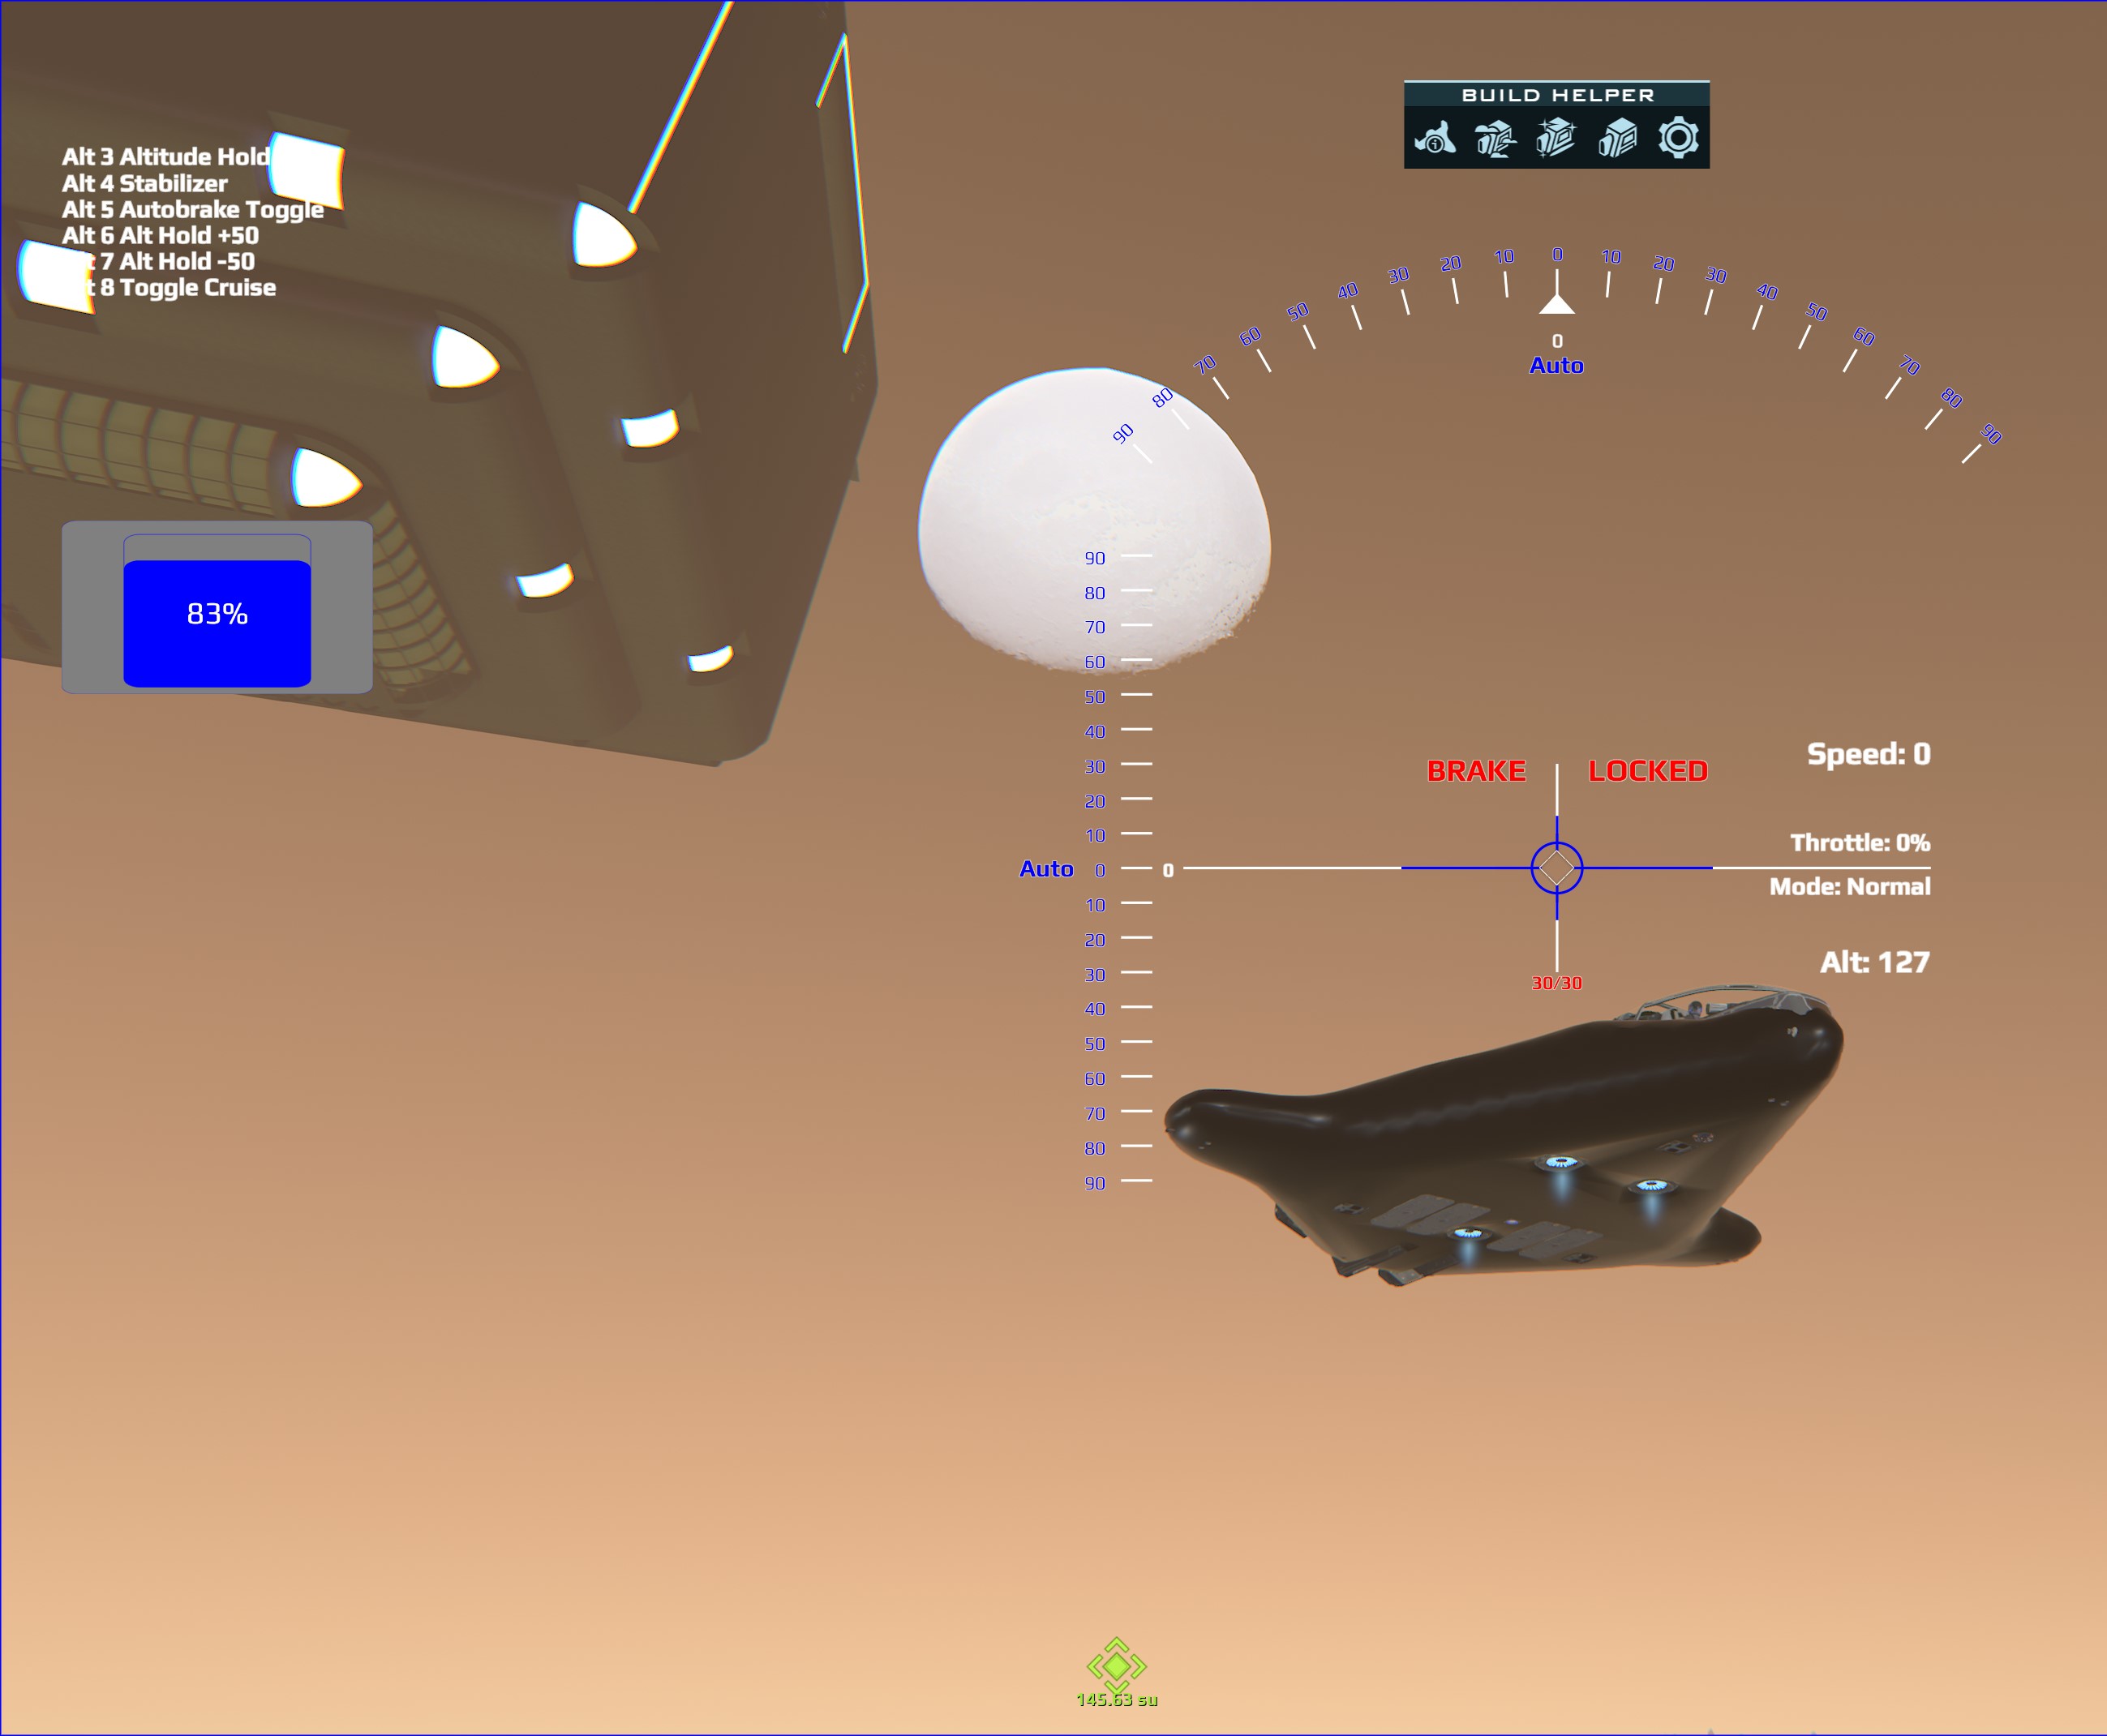 BUILD HELPER
Alt 3 Altitude Hold
Alt 4 Stabilizer
Alt 5 Autobrake Toggle
Alt 6 Alt Hold +50
t 7 Alt Hold -50
t 8 Toggle Cruise
90 80 70 60 50 40 30 20 10 0 10 20 30 40 50 60 70 80 90
0
Auto
83%
90
80
70
60
50
40
30
20
10
Auto 0 0
10
20
30
40
50
60
70
80
90
BRAKE LOCKED
Speed: 0
Throttle: 0%
Mode: Normal
Alt: 127
30/30
145.63 su